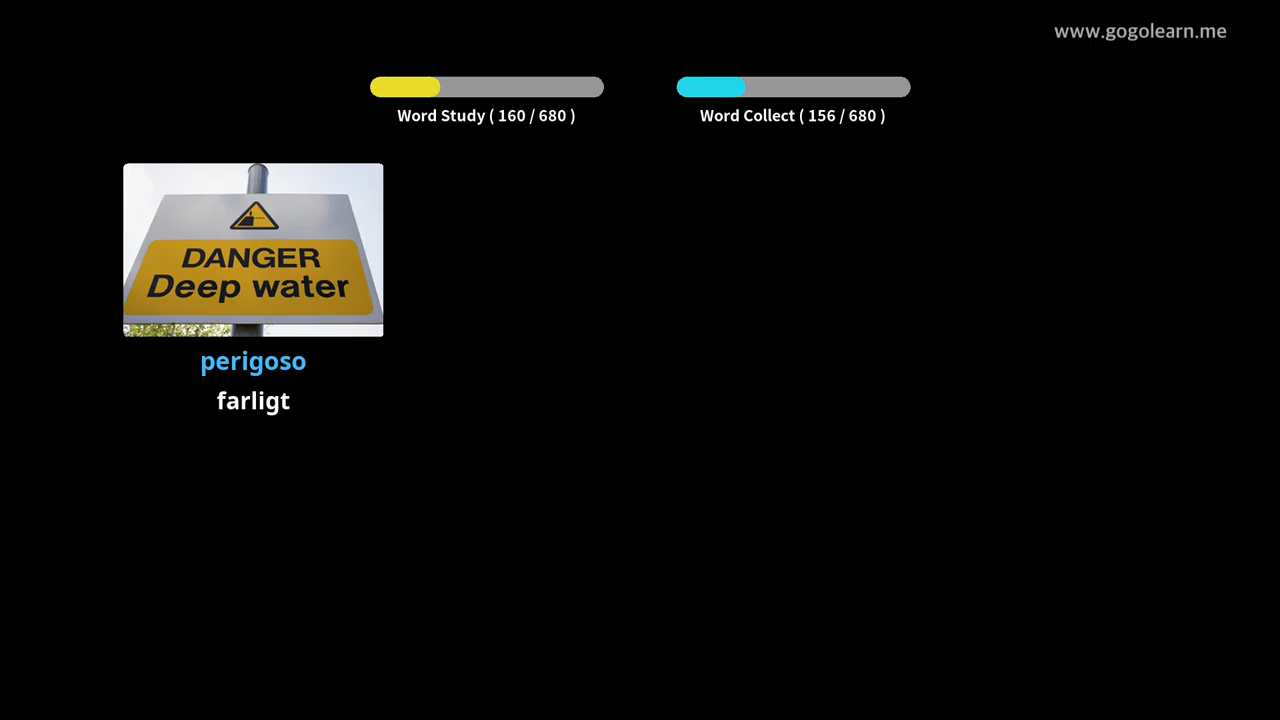 www.gogolearn.me
Word Study ( 160 / 680 )
Word Collect ( 156 / 680 )
DANGER
Deep water
perigoso
farligt